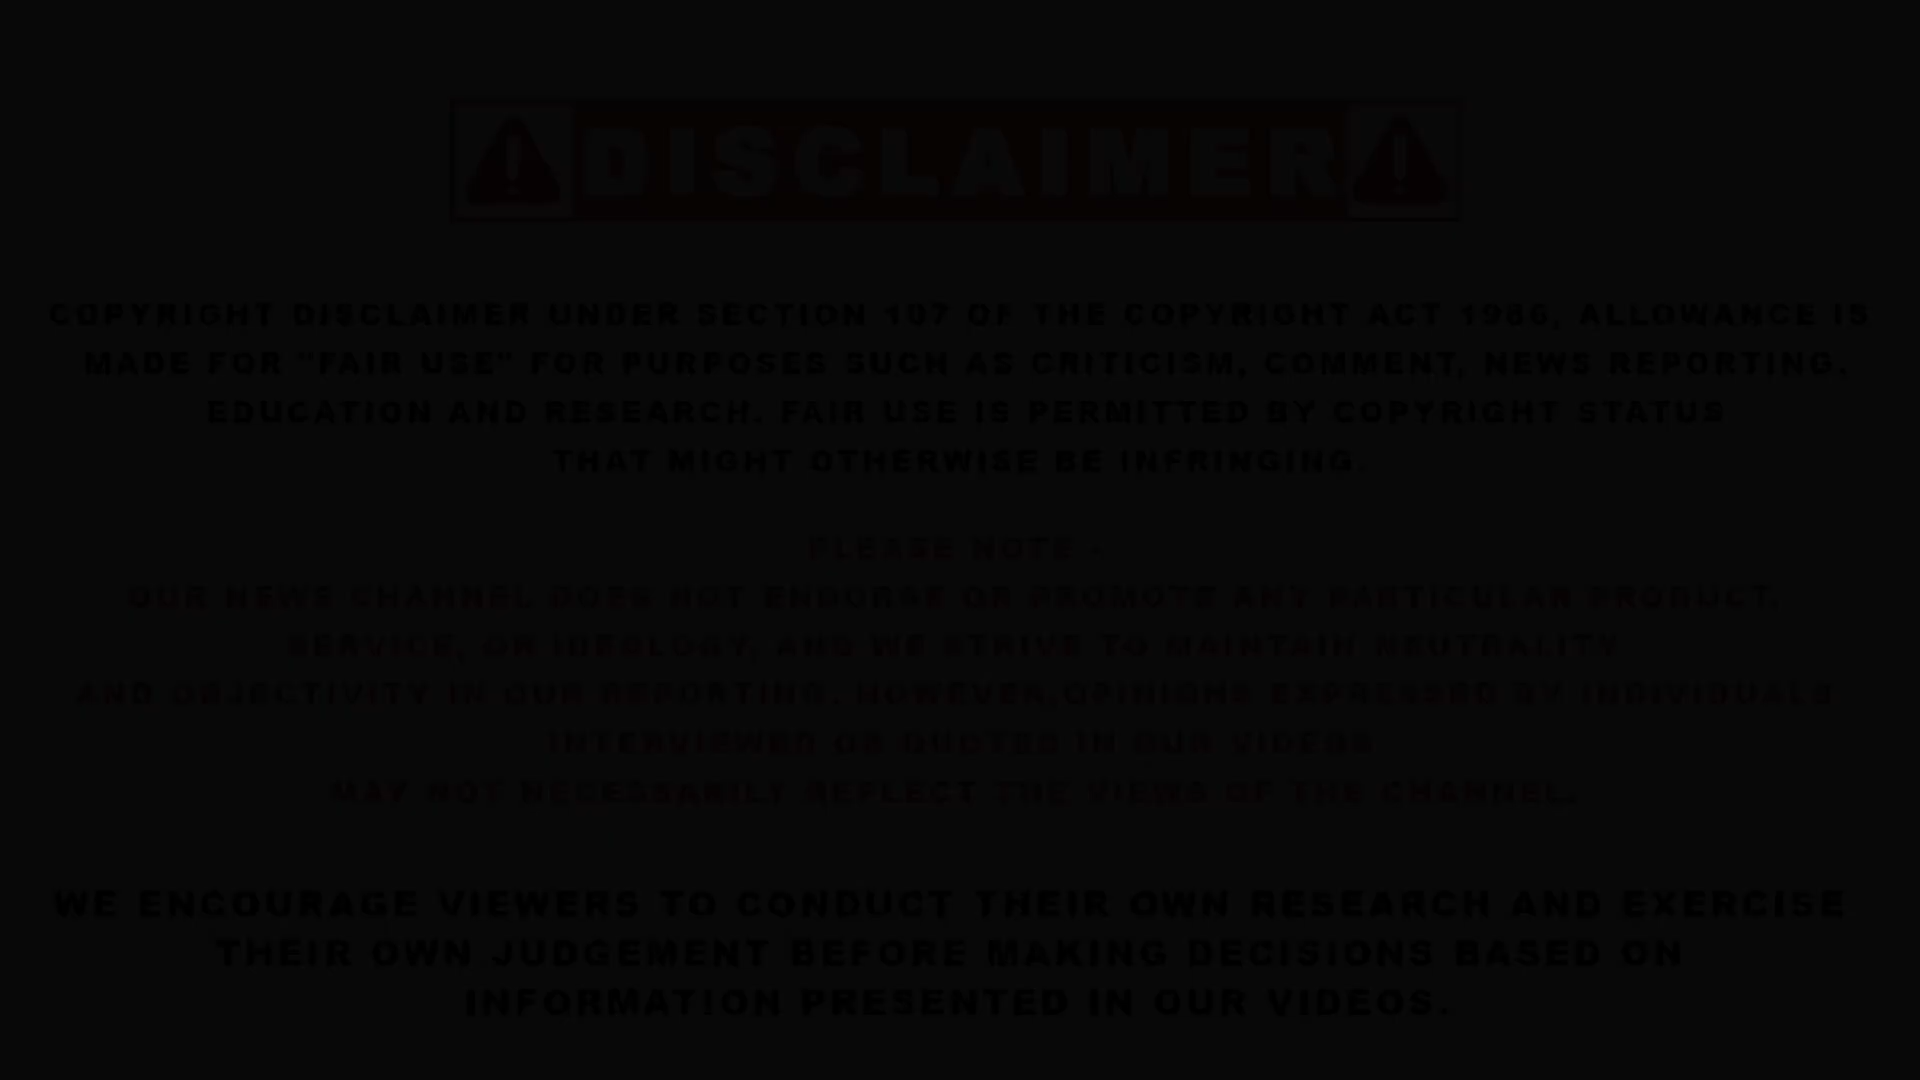 DISCLAIMER
COPYRIGHT DISCLAIMER UNDER SECTION 107 OF THE COPYRIGHT ACT 1986, ALLOWANCE IS
MADE FOR "FAIR USE" FOR PURPOSES SUCH AS CRITICISM, COMMENT, NEWS REPORTING,
EDUCATION AND RESEARCH. FAIR USE IS PERMITTED BY COPYRIGHT STATUS
THAT MIGHT OTHERWISE BE INFRINGING.
PLEASE NOTE -
OUR NEWS CHANNEL DOES NOT ENDORSE OR PROMOTE ANY PARTICULAR PRODUCT,
SERVICE, OR IDEOLOGY, AND WE STRIVE TO MAINTAIN NEUTRALITY
AND OBJECTIVITY IN OUR REPORTING. HOWEVER,OPINIONS EXPRESSED BY INDIVIDUALS
INTERVIEWED OR QUOTED IN OUR VIDEOS
MAY NOT NECESSARILY REFLECT THE VIEWS OF THE CHANNEL.
WE ENCOURAGE VIEWERS TO CONDUCT THEIR OWN RESEARCH AND EXERCISE
THEIR OWN JUDGEMENT BEFORE MAKING DECISIONS BASED ON
INFORMATION PRESENTED IN OUR VIDEOS.